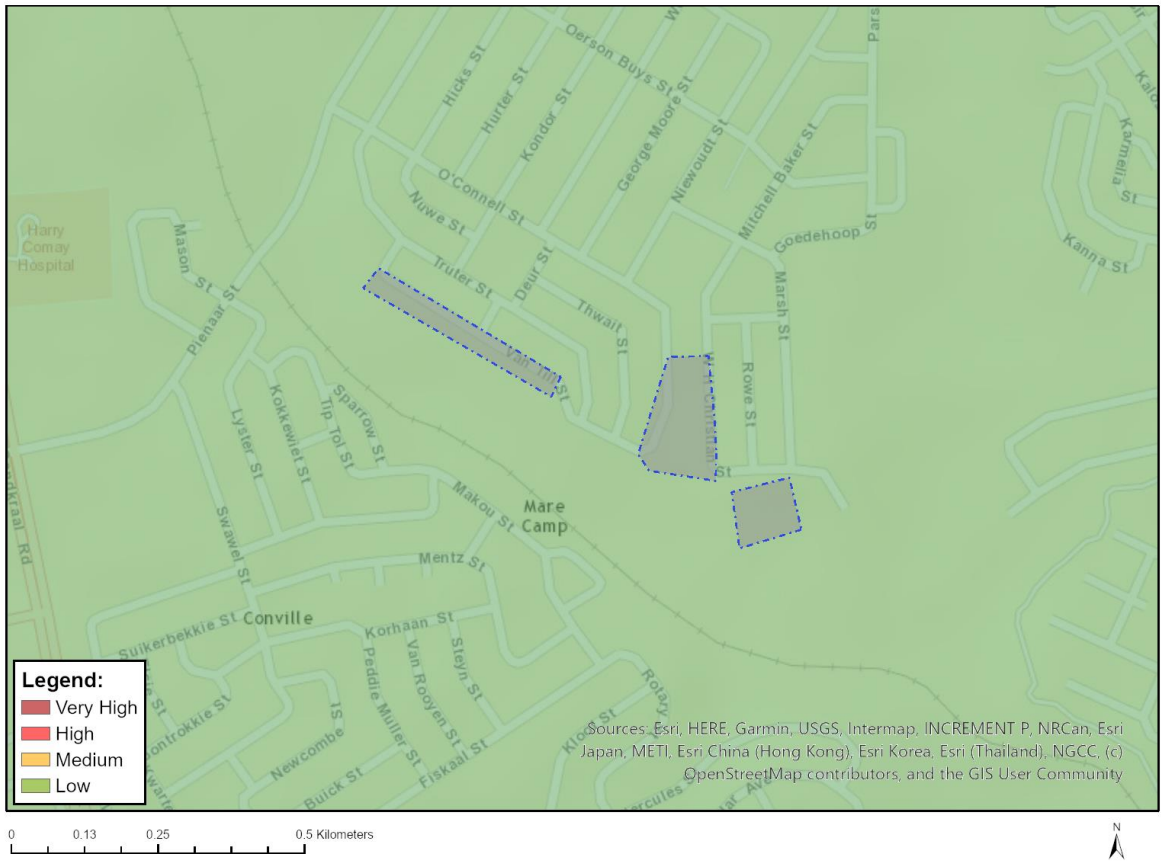 Hicks St
Hurter St
Kondor St
Oerson Buys St
George Moore St
Niewoudt St
Mitchell Baker St
Pars
Karmelia
St
Kanna St
Goedehoop St
Marsh St
O'Connell St
Nuwe St
Truter St
Deur St
Thwait St
Harry
Comay
Hospital
Mason St
Pienaar St
Rowe St
St
Sparrow St
Tip Tol St
Kokkewiet St
Lyster St
Makou St
Mare
Camp
Swawel St
Mentz St
Conville
Suikerbekkie St
Korhaan St
Steyn St
Van Rooyen St
Peddie Muller St
Rotary
Newcombe St
Buick St
Fiskaal St
Legend:
Very High
High
Medium
Low
Sources: Esri, HERE, Garmin, USGS, Intermap, INCREMENT P, NRCan, Esri
Japan, METI, Esri China (Hong Kong), Esri Korea, Esri (Thailand), NGCC, (c)
OpenStreetMap contributors, and the GIS User Community
0 0.13 0.25 0.5 Kilometers
N